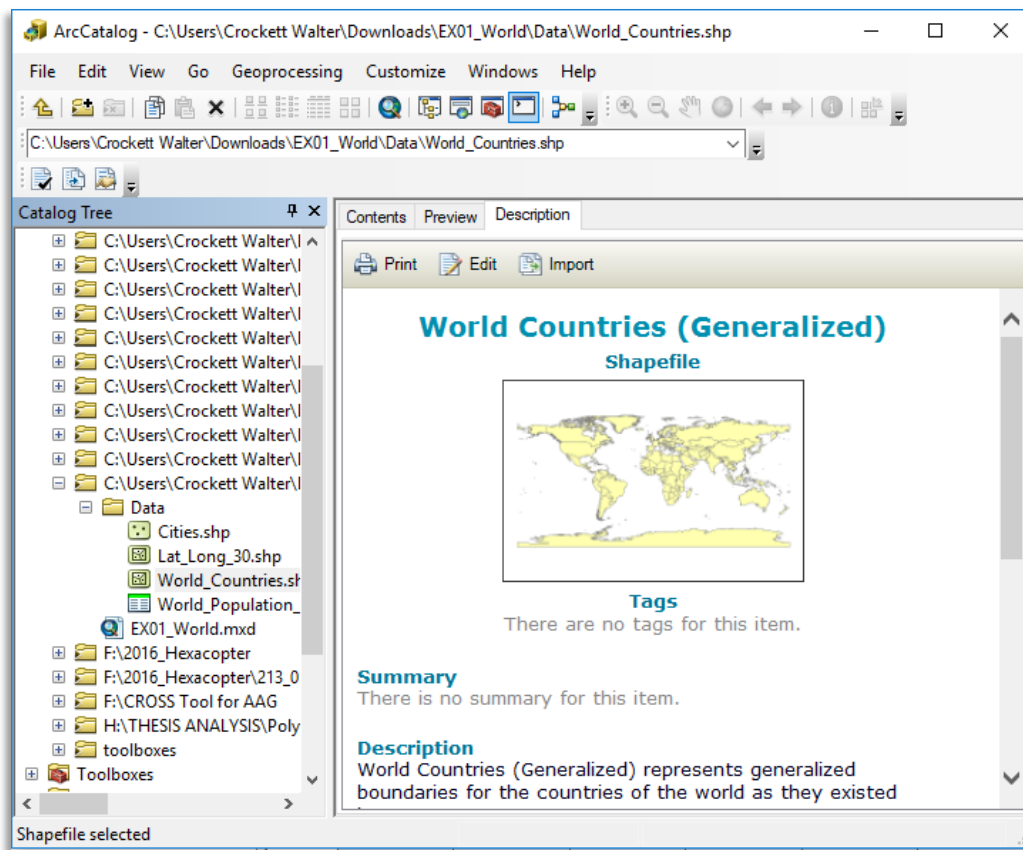 ArcCatalog - C:\Users\Crockett Walter\Downloads\EX01_World\Data\World_Countries.shp
File Edit View Go Geoprocessing Customize Windows Help
C:\Users\Crockett Walter\Downloads\EX01_World\Data\World_Countries.shp
Catalog Tree
C:\Users\Crockett Walter\
C:\Users\Crockett Walter\
C:\Users\Crockett Walter\
C:\Users\Crockett Walter\
C:\Users\Crockett Walter\
C:\Users\Crockett Walter\
C:\Users\Crockett Walter\
C:\Users\Crockett Walter\
C:\Users\Crockett Walter\
C:\Users\Crockett Walter\
C:\Users\Crockett Walter\
Data
Cities.shp
Lat_Long_30.shp
World_Countries.sh
World_Population_
EX01_World.mxd
F:\2016_Hexacopter
F:\2016_Hexacopter\213_0
F:\CROSS Tool for AAG
H:\THESIS ANALYSIS\Poly
toolboxes
Toolboxes
Contents Preview Description
Print Edit Import
World Countries (Generalized)
Shapefile
Tags
There are no tags for this item.
Summary
There is no summary for this item.
Description
World Countries (Generalized) represents generalized
boundaries for the countries of the world as they existed
Shapefile selected